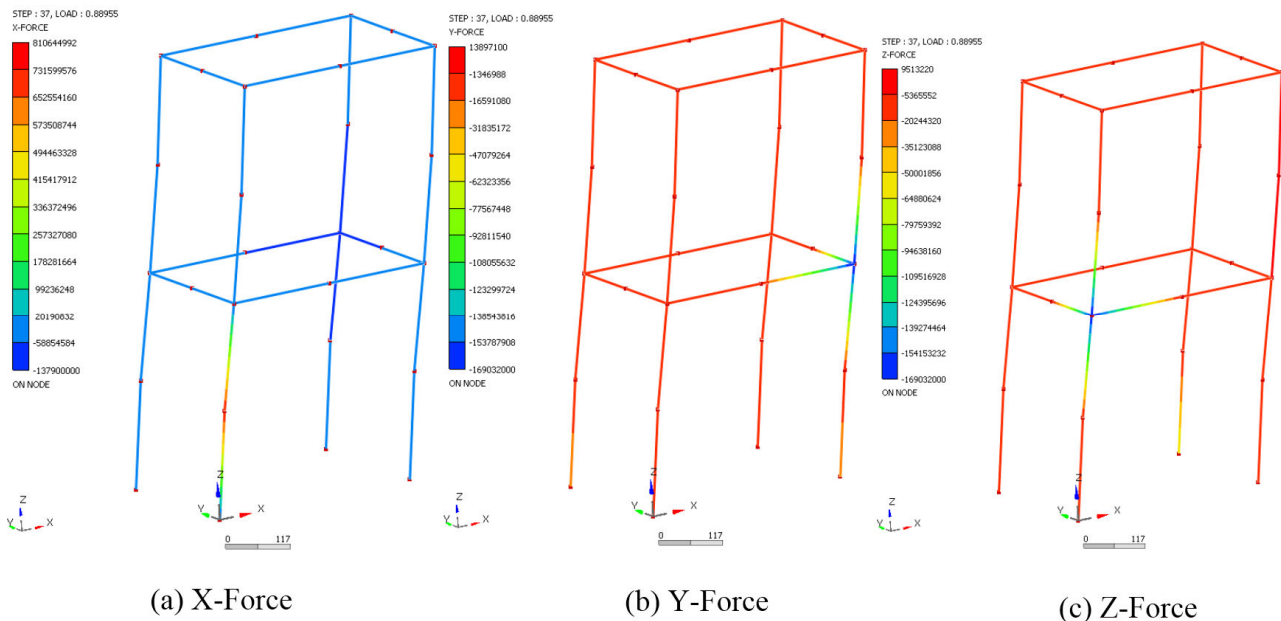 STEP : 37, LOAD : 0.88955
X-FORCE
810644992
731599576
652554160
573508744
494463328
415417912
336372496
257327080
178281664
99236248
20190832
-58854584
-137900000
ON NODE
Z
Y
X
Z
Y
X
0
117
(a) X-Force
STEP : 37, LOAD : 0.88955
Y-FORCE
13897100
-1346988
-16591080
-31835172
-47079264
-62323356
-77567448
-92811540
-108055632
-123299724
-138543816
-153787908
-169032000
ON NODE
Z
Y
X
Z
Y
X
0
117
(b) Y-Force
STEP : 37, LOAD : 0.88955
Z-FORCE
9513220
-5365552
-20244320
-35123088
-50001856
-64880624
-79759392
-94638160
-109516928
-124395696
-139274464
-154153232
-169032000
ON NODE
Z
Y
X
Z
Y
X
0
117
(c) Z-Force